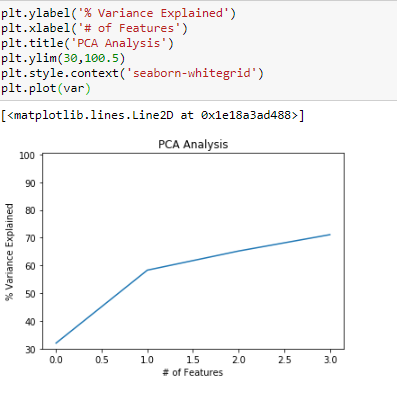 plt.ylabel('% Variance Explained')
plt.xlabel('# of Features')
plt.title('PCA Analysis')
plt.ylim(30,100.5)
plt.style.context('seaborn-whitegrid')
plt.plot(var)
[<matplotlib.lines.Line2D at 0x1e18a3ad488>]
PCA Analysis
100
90
80
70
60
50
40
30
% Variance Explained
0.0 0.5 1.0 1.5 2.0 2.5 3.0
# of Features